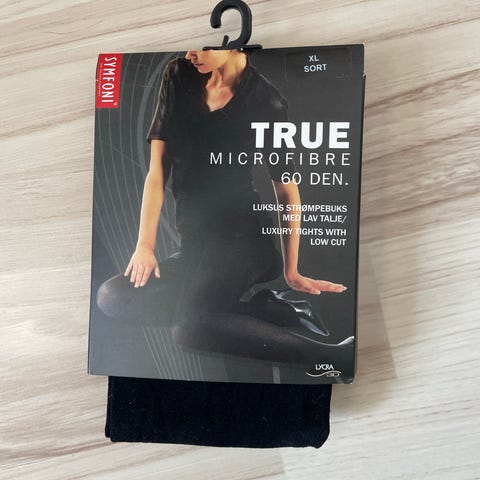 SYMFONI
XL
SORT
TRUE
MICROFIBRE
60 DEN.
LUKSUS STRØMPEBUKS
MED LAV TALJE/
LUXURY TIGHTS WITH
LOW CUT
LYCRA